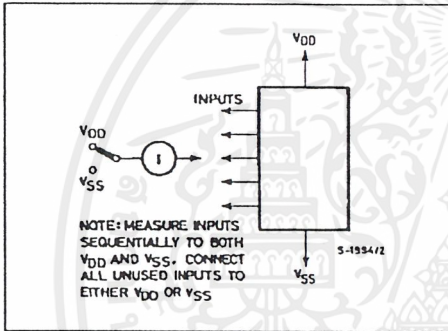 VDD
INPUTS
VDD
I
VSS
NOTE: MEASURE INPUTS
SEQUENTIALLY TO BOTH
VDD AND VSS. CONNECT
ALL UNUSED INPUTS TO
EITHER VDD OR VSS
S-1994/2
VSS